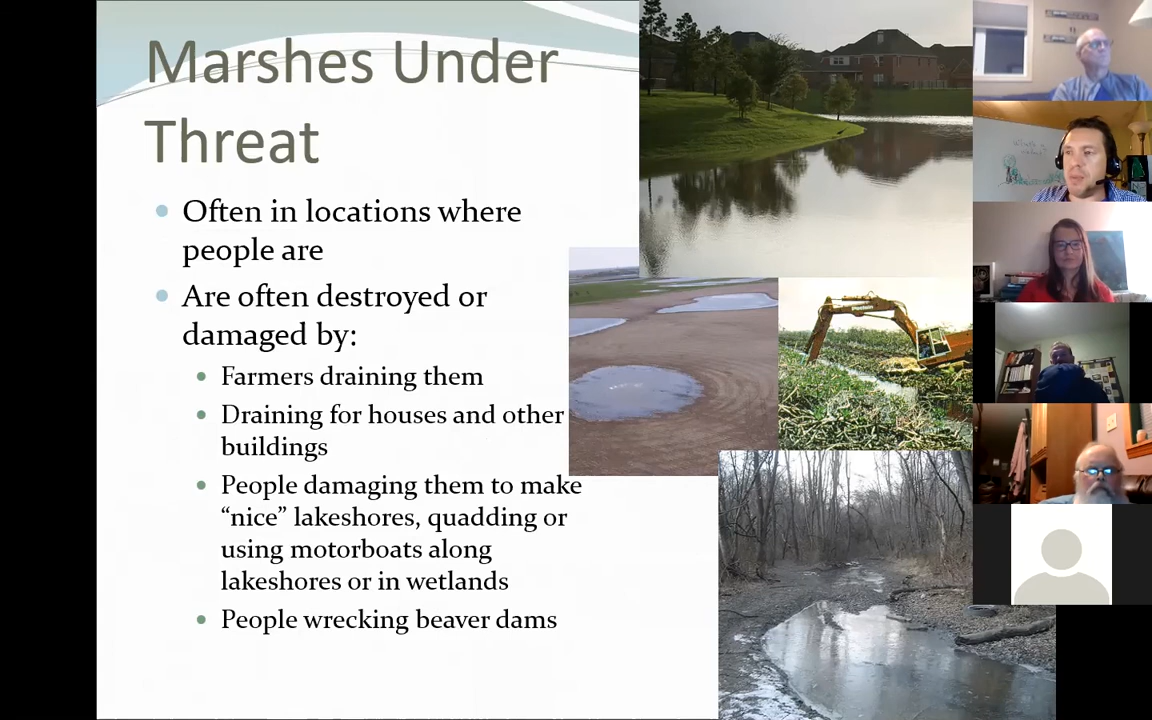 Marshes Under
Threat
Often in locations where
people are
Are often destroyed or
damaged by:
Farmers draining them
Draining for houses and other
buildings
People damaging them to make
“nice” lakeshores, quadding or
using motorboats along
lakeshores or in wetlands
People wrecking beaver dams